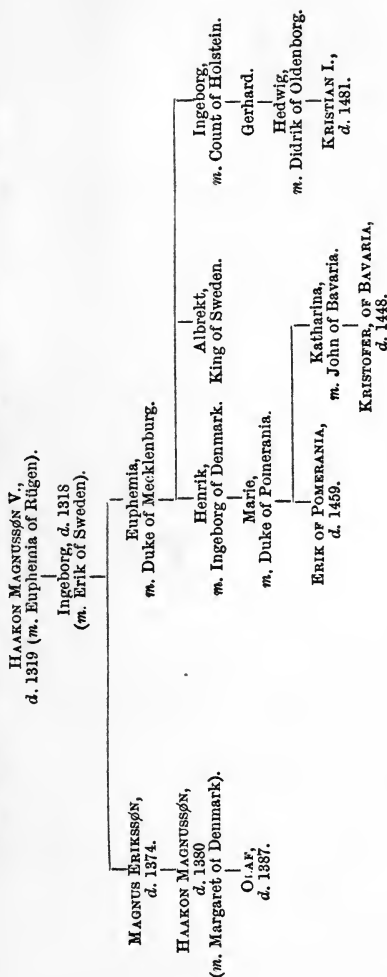 HAAKON MAGNUSSØN V.,
d. 1319 (m. Euphemia of Rügen).
Ingeborg, d. 1318
(m. Erik of Sweden).
MAGNUS ERIKSSØN,
d. 1374.
HAAKON MAGNUSSØN,
d. 1380
(m. Margaret of Denmark).
OLAF,
d. 1387.
Euphemia,
m. Duke of Mecklenburg.
Henrik,
m. Ingeborg of Denmark.
Marie,
m. Duke of Pomerania.
ERIK OF POMERANIA,
d. 1459.
Katharina,
m. John of Bavaria.
KRISTOFER, OF BAVARIA,
d. 1448.
Albrekt,
King of Sweden.
Ingeborg,
m. Count of Holstein.
Gerhard.
Hedwig,
m. Didrik of Oldenborg.
KRISTIAN I.,
d. 1481.